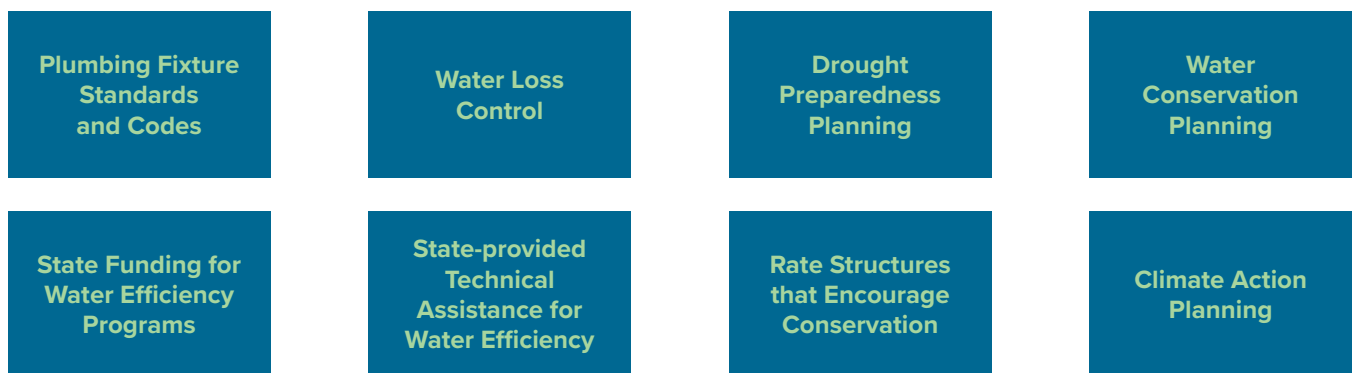 Plumbing Fixture
Standards
and Codes
Water Loss
Control
Drought
Preparedness
Planning
Water
Conservation
Planning
State Funding for
Water Efficiency
Programs
State-provided
Technical
Assistance for
Water Efficiency
Rate Structures
that Encourage
Conservation
Climate Action
Planning